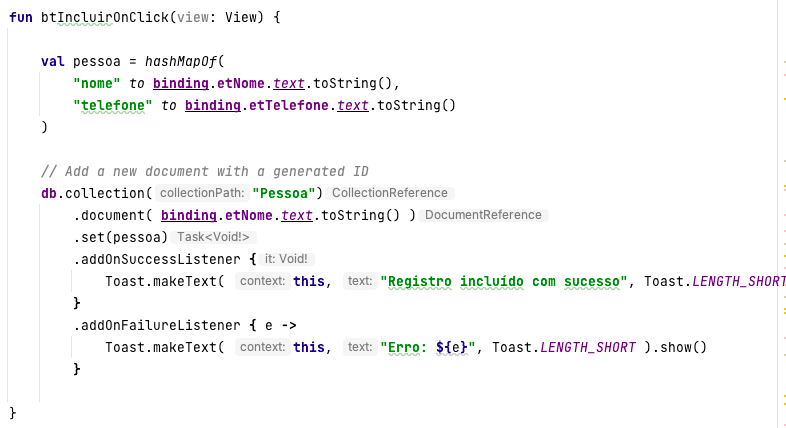 fun btIncluirOnClick(view: View) {
val pessoa = hashMapOf(
"nome" to binding.etNome.text.toString(),
"telefone" to binding.etTelefone.text.toString()
)
// Add a new document with a generated ID
db.collection( collectionPath: "Pessoa") CollectionReference
.document( binding.etNome.text.toString() ) DocumentReference
.set(pessoa) Task<Void!>
.addOnSuccessListener { it: Void!
Toast.makeText( context: this, text: "Registro incluído com sucesso", Toast.LENGTH_SHORT
}
.addOnFailureListener { e ->
Toast.makeText( context: this, text: "Erro: ${e}", Toast.LENGTH_SHORT ).show()
}
}